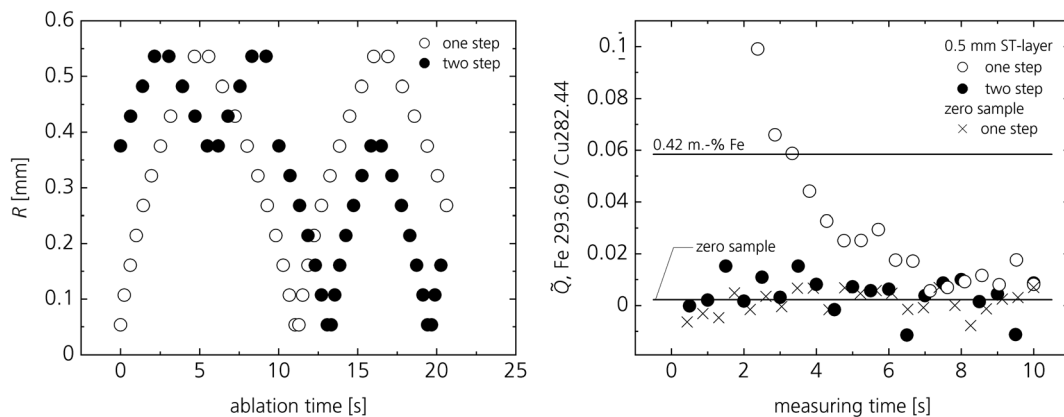 0.6
0.5
0.4
0.3
0.2
0.1
0
R [mm]
one step
two step
0 5 10 15 20 25
ablation time [s]
0.1
0.08
0.06
0.04
0.02
0
Q̃, Fe 293.69 / Cu282.44
0.5 mm ST-layer
one step
two step
zero sample
one step
0.42 m.-% Fe
zero sample
0 2 4 6 8 10
measuring time [s]